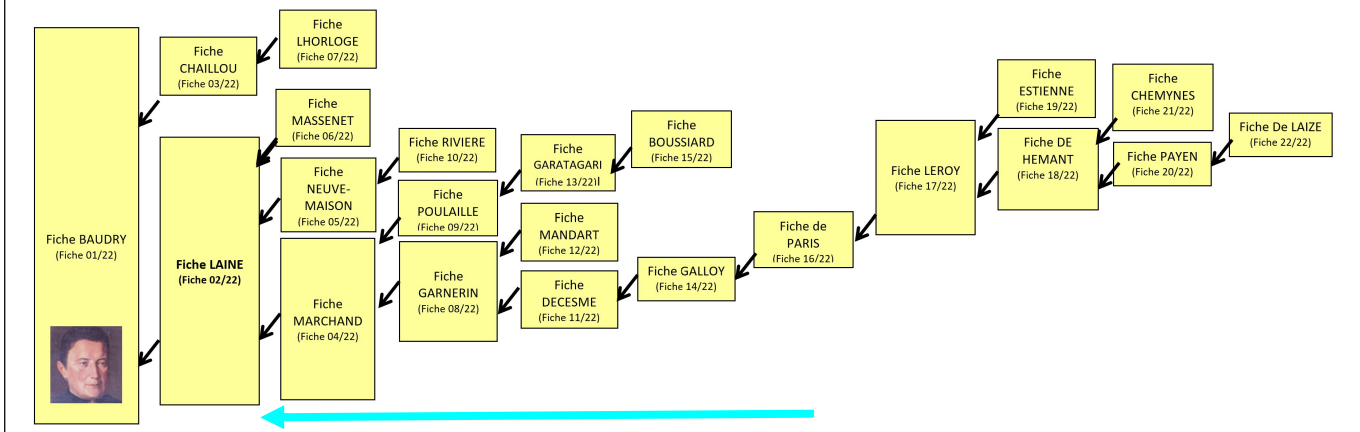 Fiche BAUDRY
(Fiche 01/22)
Fiche
CHAILLOU
(Fiche 03/22)
Fiche LAINE
(Fiche 02/22)
Fiche
LHORLOGE
(Fiche 07/22)
Fiche
MASSENET
(Fiche 06/22)
Fiche
NEUVE-
MAISON
(Fiche 05/22)
Fiche
MARCHAND
(Fiche 04/22)
Fiche RIVIERE
(Fiche 10/22)
Fiche
POULAILLE
(Fiche 09/22)
Fiche
GARNERIN
(Fiche 08/22)
Fiche
GARATAGARI
(Fiche 13/22)l
Fiche
MANDART
(Fiche 12/22)
Fiche
DECESME
(Fiche 11/22)
Fiche
BOUSSIARD
(Fiche 15/22)
Fiche GALLOY
(Fiche 14/22)
Fiche de
PARIS
(Fiche 16/22)
Fiche LEROY
(Fiche 17/22)
Fiche
ESTIENNE
(Fiche 19/22)
Fiche DE
HEMANT
(Fiche 18/22)
Fiche
CHEMYNES
(Fiche 21/22)
Fiche PAYEN
(Fiche 20/22)
Fiche De LAIZE
(Fiche 22/22)